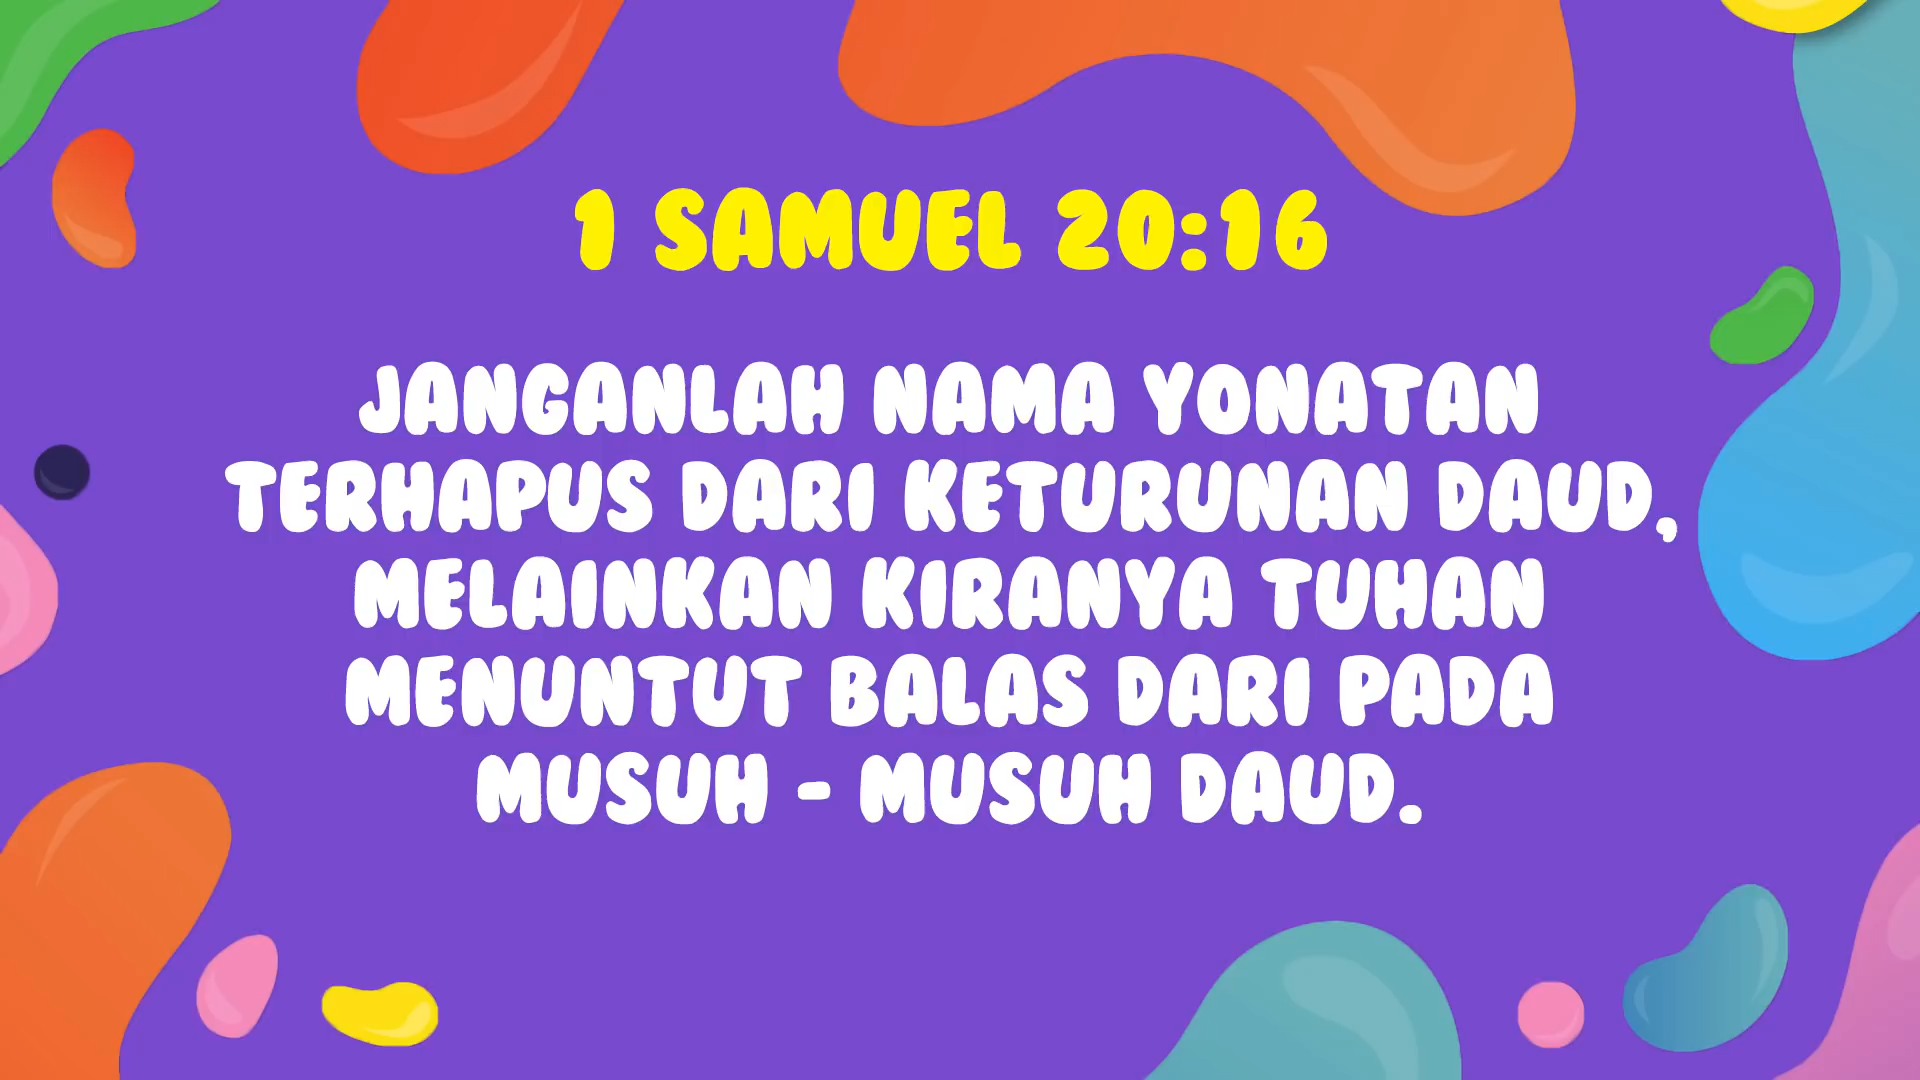 1 SAMUEL 20:16
JANGANLAH NAMA YONATAN
TERHAPUS DARI KETURUNAN DAUD,
MELAINKAN KIRANYA TUHAN
MENUNTUT BALAS DARI PADA
MUSUH - MUSUH DAUD.